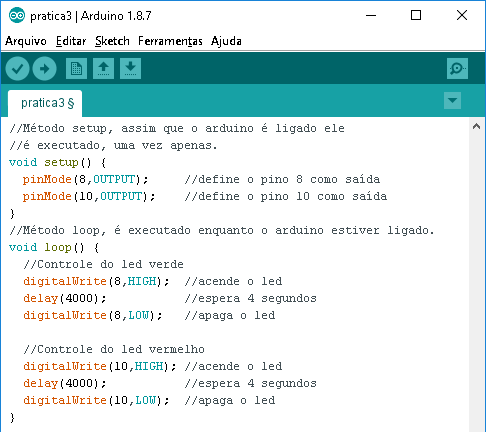 pratica3 | Arduino 1.8.7
Arquivo Editar Sketch Ferramentas Ajuda
pratica3 §
//Método setup, assim que o arduino é ligado ele
//é executado, uma vez apenas.
void setup() {
  pinMode(8,OUTPUT);     //define o pino 8 como saída
  pinMode(10,OUTPUT);    //define o pino 10 como saída
}
//Método loop, é executado enquanto o arduino estiver ligado.
void loop() {
  //Controle do led verde
  digitalWrite(8,HIGH);  //acende o led
  delay(4000);           //espera 4 segundos
  digitalWrite(8,LOW);   //apaga o led
  //Controle do led vermelho
  digitalWrite(10,HIGH); //acende o led
  delay(4000);           //espera 4 segundos
  digitalWrite(10,LOW);  //apaga o led
}